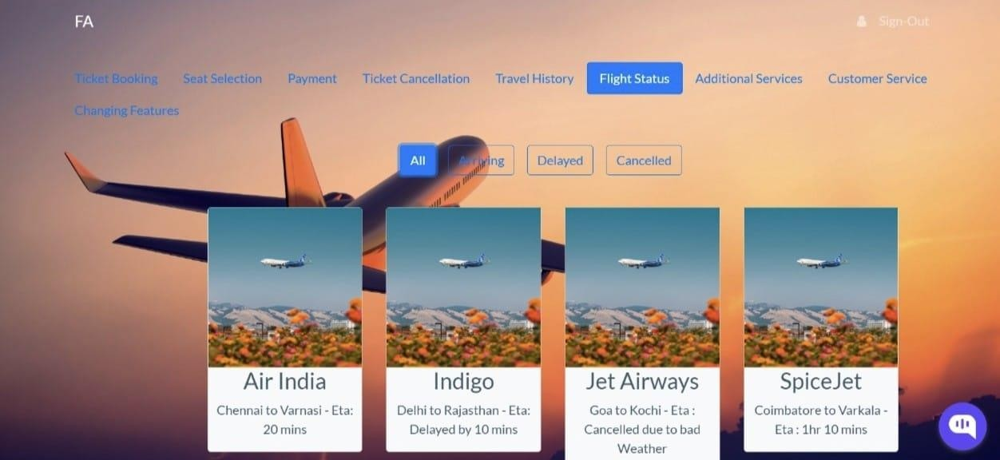 FA
Sign-Out
Ticket Booking Seat Selection Payment Ticket Cancellation Travel History Flight Status Additional Services Customer Service
Changing Features
All Arriving Delayed Cancelled
Air India
Chennai to Varnasi - Eta:
20 mins
Indigo
Delhi to Rajasthan - Eta:
Delayed by 10 mins
Jet Airways
Goa to Kochi - Eta :
Cancelled due to bad
Weather
SpiceJet
Coimbatore to Varkala -
Eta : 1hr 10 mins